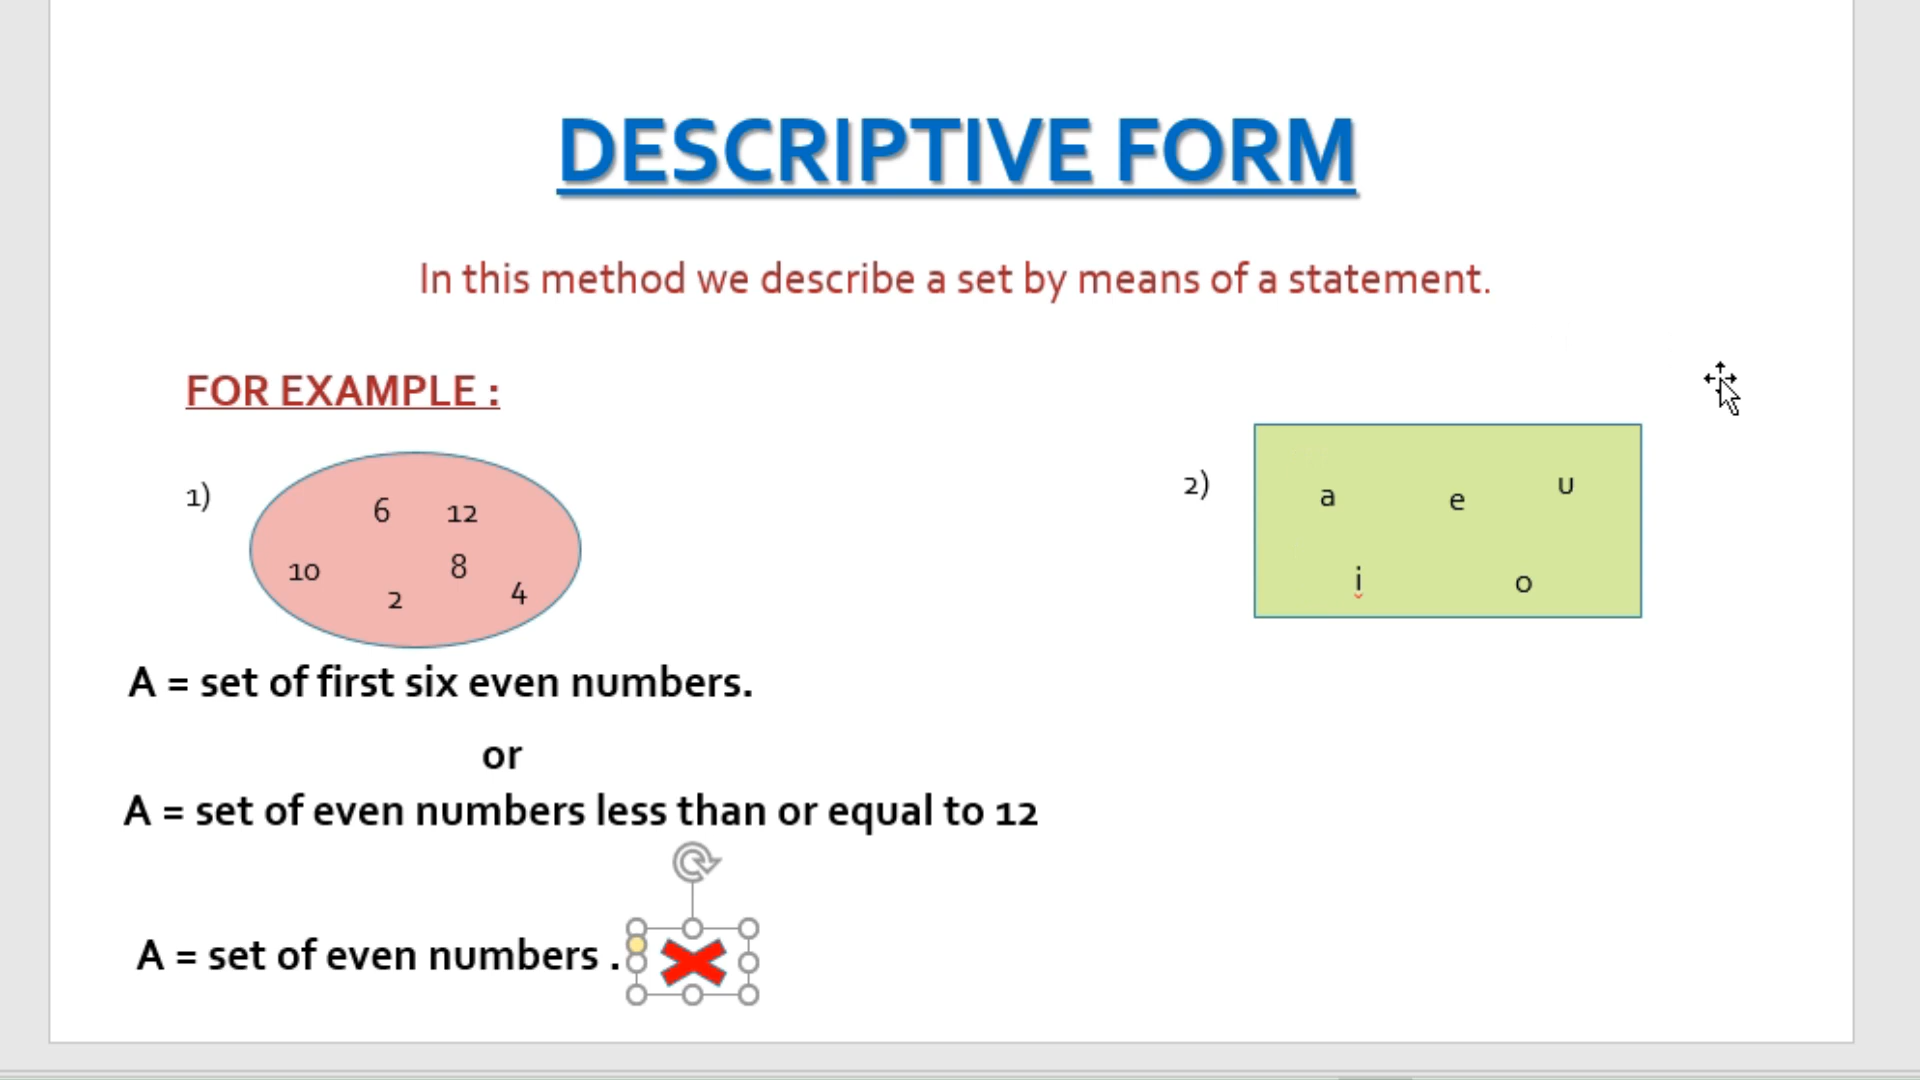 DESCRIPTIVE FORM
In this method we describe a set by means of a statement.
FOR EXAMPLE :
1)
6 12
10 8
2 4
2)
a e u
i o
A = set of first six even numbers.
or
A = set of even numbers less than or equal to 12
A = set of even numbers .